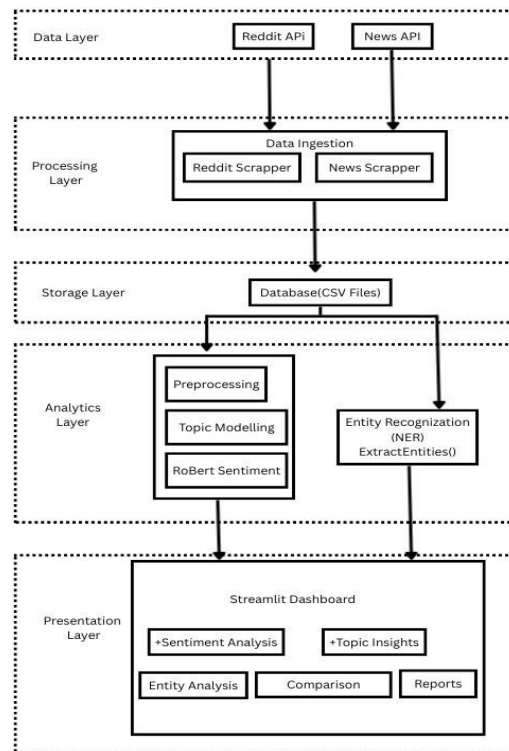 Data Layer
Reddit APi
News API
Processing
Layer
Data Ingestion
Reddit Scrapper
News Scrapper
Storage Layer
Database(CSV Files)
Analytics
Layer
Preprocessing
Topic Modelling
RoBert Sentiment
Entity Recognization
(NER)
ExtractEntities()
Presentation
Layer
Streamlit Dashboard
+Sentiment Analysis
+Topic Insights
Entity Analysis
Comparison
Reports